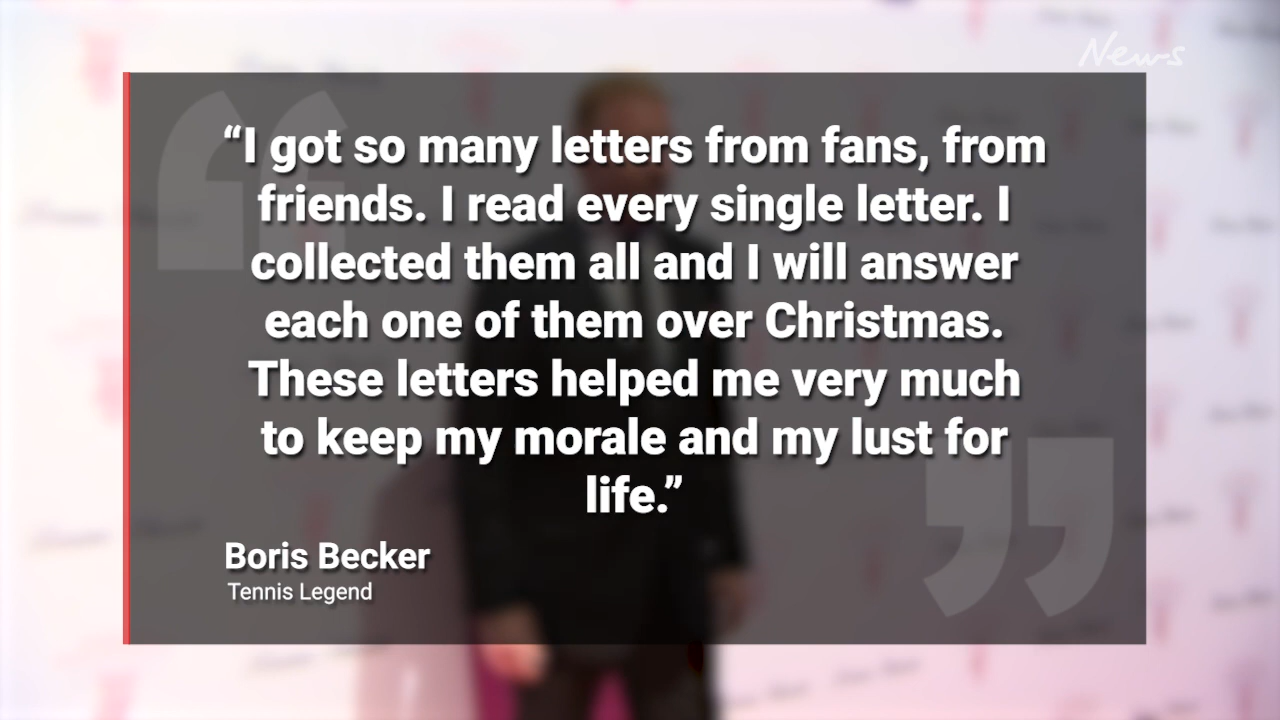 News
“I got so many letters from fans, from
friends. I read every single letter. I
collected them all and I will answer
each one of them over Christmas.
These letters helped me very much
to keep my morale and my lust for
life.”
Boris Becker
Tennis Legend